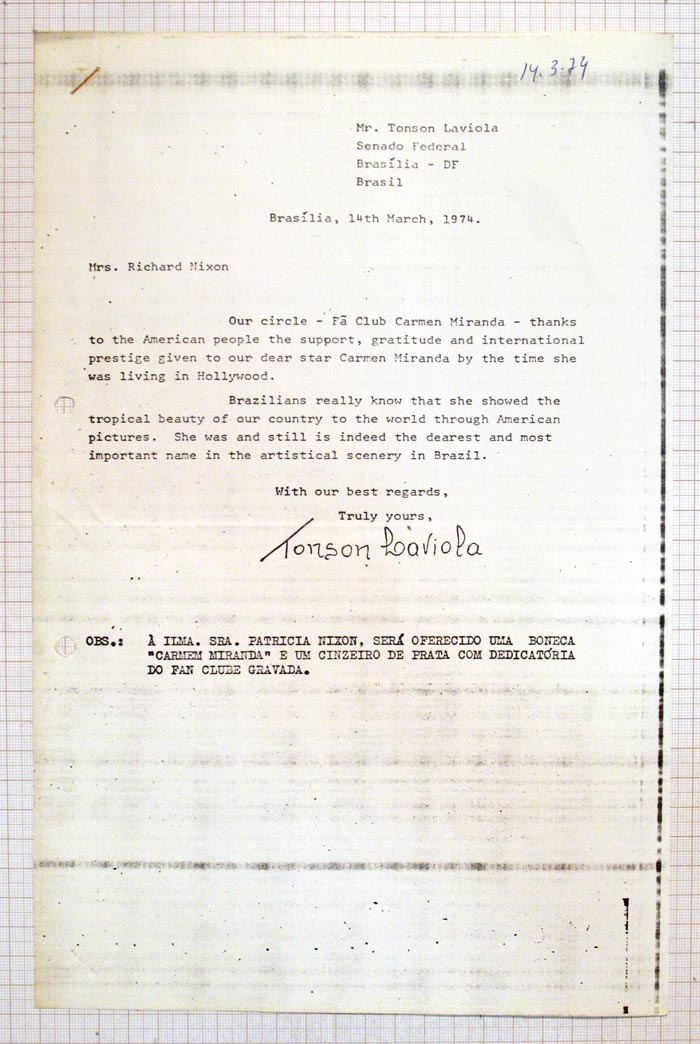 14.3.74
Mr. Tonson Laviola
Senado Federal
Brasília - DF
Brasil
Brasília, 14th March, 1974.
Mrs. Richard Nixon
Our circle - Fã Club Carmen Miranda - thanks
to the American people the support, gratitude and international
prestige given to our dear star Carmen Miranda by the time she
was living in Hollywood.
Brazilians really know that she showed the
tropical beauty of our country to the world through American
pictures. She was and still is indeed the dearest and most
important name in the artistical scenery in Brazil.
With our best regards,
Truly yours,
Tonson Laviola
OBS.: À ILMA. SRA. PATRICIA NIXON, SERÁ OFERECIDO UMA BONECA
"CARMEM MIRANDA" E UM CINZEIRO DE PRATA COM DEDICATÓRIA
DO FAN CLUBE GRAVADA.